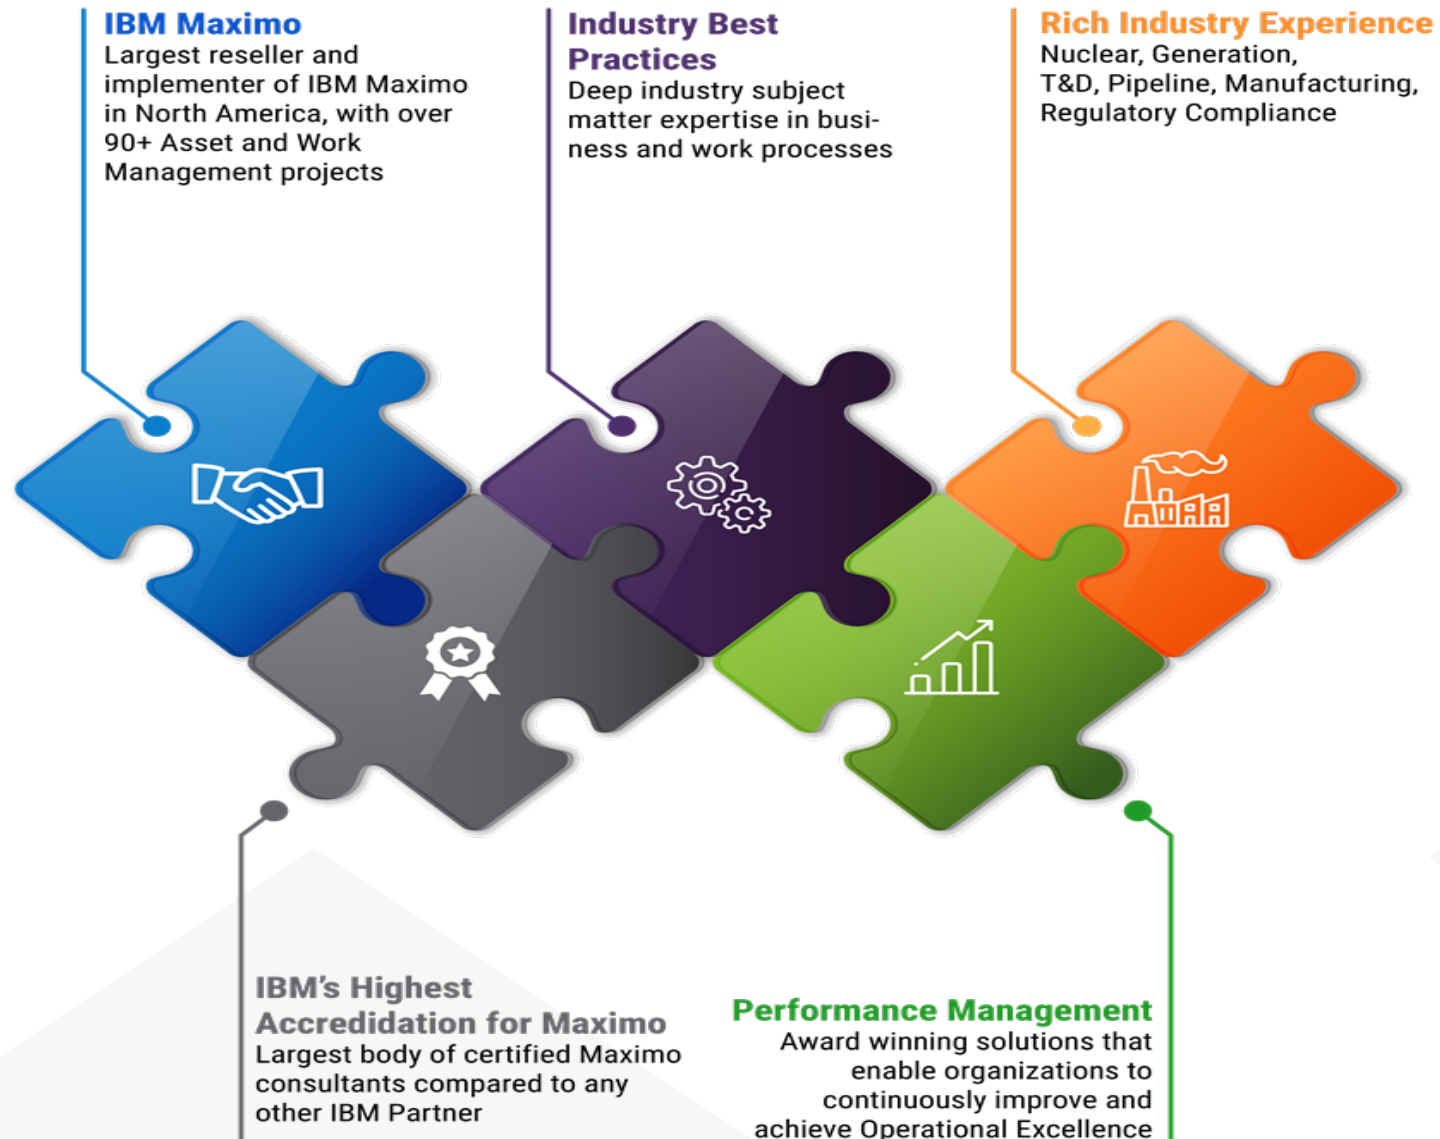 IBM Maximo
Largest reseller and
implementer of IBM Maximo
in North America, with over
90+ Asset and Work
Management projects
Industry Best
Practices
Deep industry subject
matter expertise in busi-
ness and work processes
Rich Industry Experience
Nuclear, Generation,
T&D, Pipeline, Manufacturing,
Regulatory Compliance
IBM’s Highest
Accredidation for Maximo
Largest body of certified Maximo
consultants compared to any
other IBM Partner
Performance Management
Award winning solutions that
enable organizations to
continuously improve and
achieve Operational Excellence